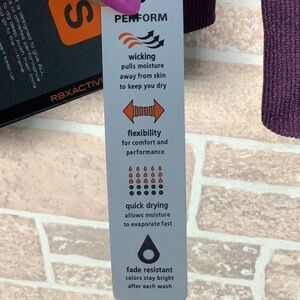 PERFORM
wicking
pulls moisture
away from skin
to keep you dry
flexibility
for comfort and
performance
quick drying
allows moisture
to evaporate fast
fade resistant
colors stay bright
after each wash
S
RBXACTIV